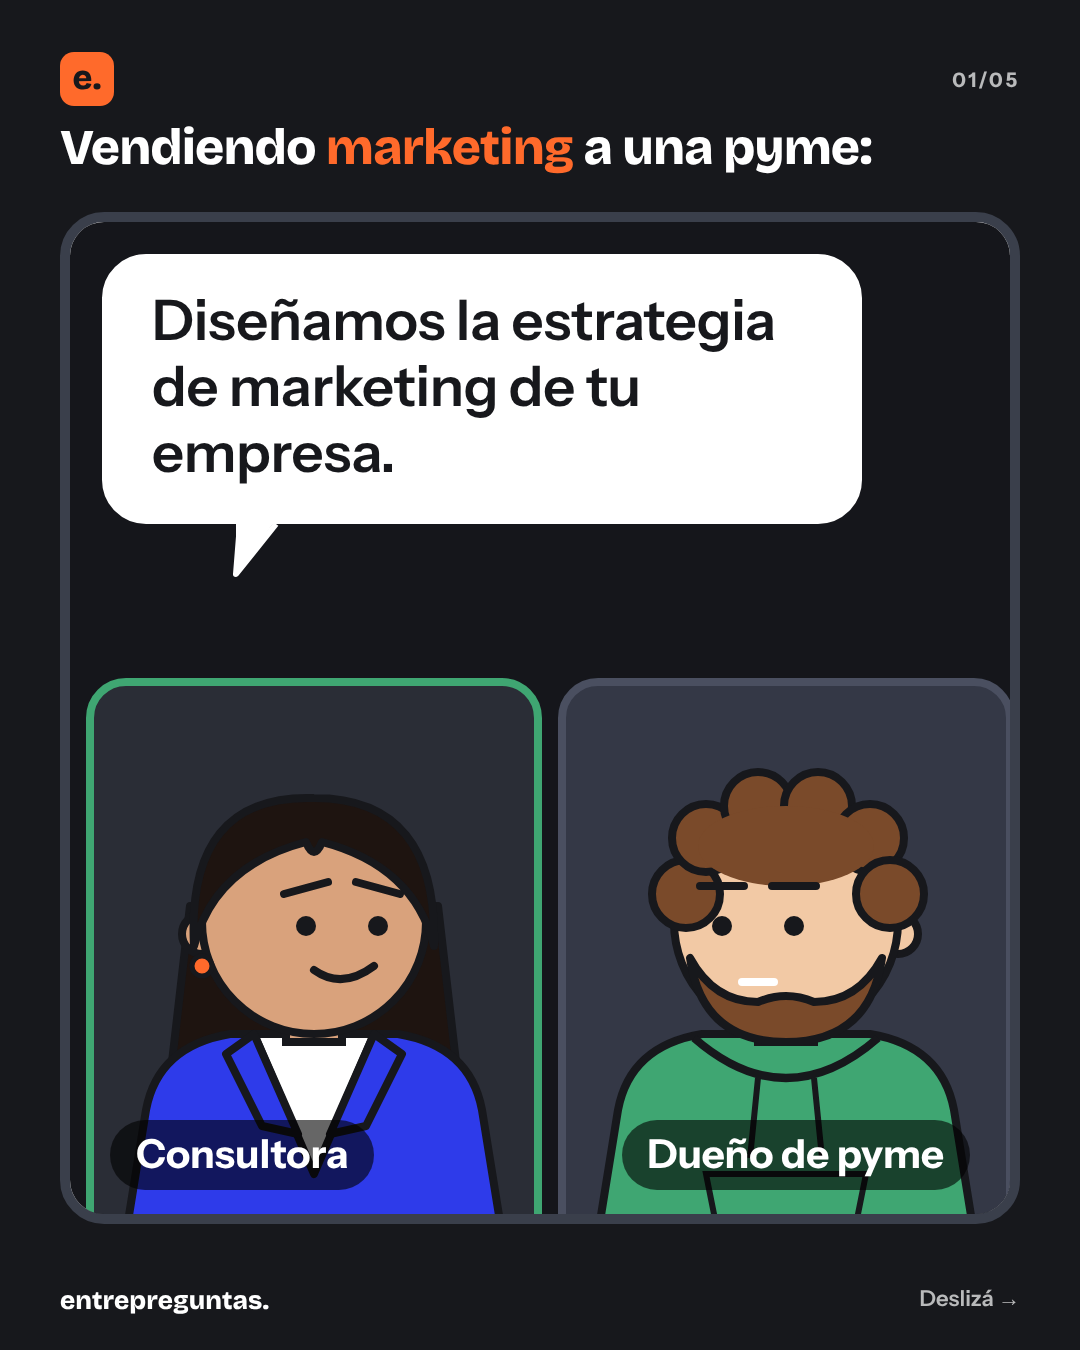 e.
01/05
Vendiendo marketing a una pyme:
Diseñamos la estrategia
de marketing de tu
empresa.
Consultora
Dueño de pyme
entrepreguntas.
Deslizá →